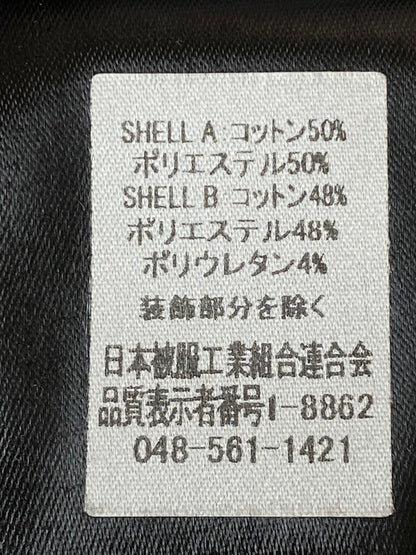 SHELL A コットン50%
ポリエステル50%
SHELL B コットン48%
ポリエステル48%
ポリウレタン4%
装飾部分を除く
日本被服工業組合連合会
品質表示者番号1-8862
048-561-1421